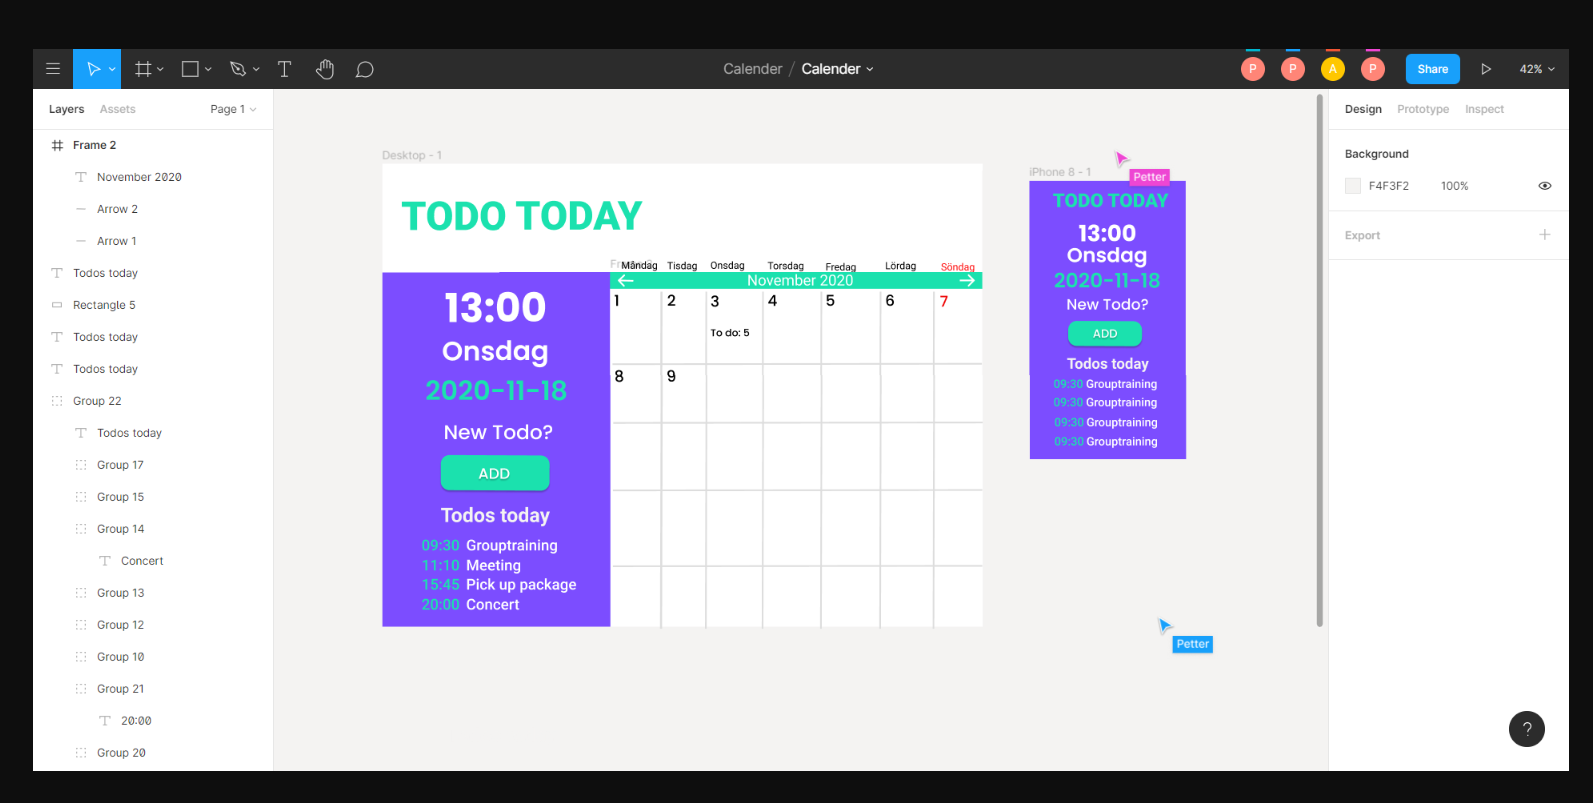 Calender / Calender
P
P
A
P
Share
42%
Layers
Assets
Page 1
Frame 2
November 2020
Arrow 2
Arrow 1
Todos today
Rectangle 5
Todos today
Todos today
Group 22
Todos today
Group 17
Group 15
Group 14
Concert
Group 13
Group 12
Group 10
Group 21
20:00
Group 20
Desktop - 1
TODO TODAY
Måndag Tisdag Onsdag Torsdag Fredag Lördag Söndag
November 2020
13:00
Onsdag
2020-11-18
New Todo?
ADD
Todos today
09:30 Grouptraining
11:10 Meeting
15:45 Pick up package
20:00 Concert
1 2 3 4 5 6 7
To do: 5
8 9
iPhone 8 - 1
Petter
TODO TODAY
13:00
Onsdag
2020-11-18
New Todo?
ADD
Todos today
09:30 Grouptraining
09:30 Grouptraining
09:30 Grouptraining
09:30 Grouptraining
Petter
Design
Prototype
Inspect
Background
F4F3F2 100%
Export
?